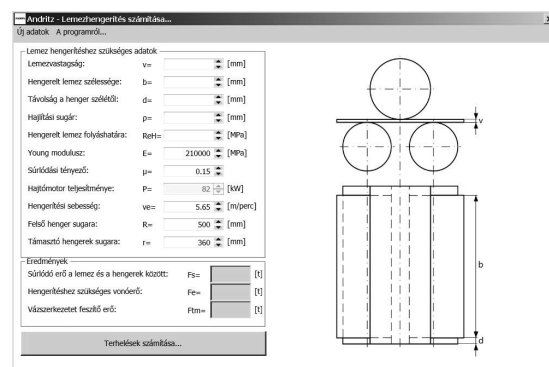 Andritz - Lemezhengerítés számítása...
Új adatok A programról...
Lemez hengerítéshez szükséges adatok
Lemezvastagság: v= [mm]
Hengerelt lemez szélessége: b= [mm]
Távolság a henger szélétől: d= [mm]
Hajlítási sugár: ρ= [mm]
Hengerelt lemez folyáshatára: ReH= [MPa]
Young modulusz: E= 210000 [MPa]
Súrlódási tényező: μ= 0.15
Hajtómotor teljesítménye: P= 82 [kW]
Hengerítési sebesség: ve= 5.65 [m/perc]
Felső henger sugara: R= 500 [mm]
Támasztó hengerek sugara: r= 360 [mm]
Eredmények
Súrlódó erő a lemez és a hengerek között: Fs= [t]
Hengerítéshez szükséges vonóerő: Fe= [t]
Vázszerkezetet feszítő erő: Ftm= [t]
Terhelések számítása...
v
b
d